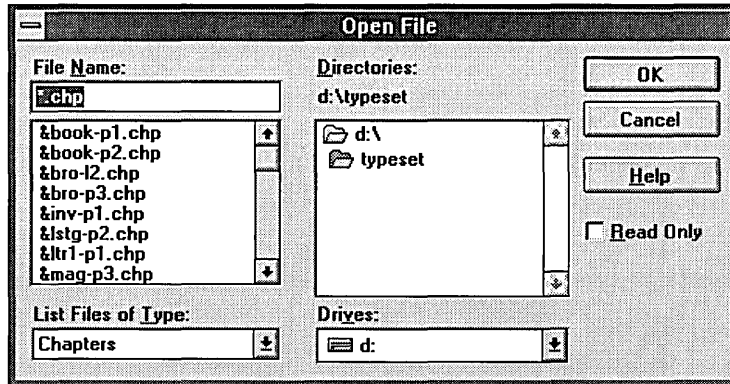 Open File
File Name:
*.chp
&book-p1.chp
&book-p2.chp
&bro-l2.chp
&bro-p3.chp
&inv-p1.chp
&lstg-p2.chp
&ltr1-p1.chp
&mag-p3.chp
List Files of Type:
Chapters
Directories:
d:\typeset
d:\
typeset
Drives:
d:
OK
Cancel
Help
Read Only